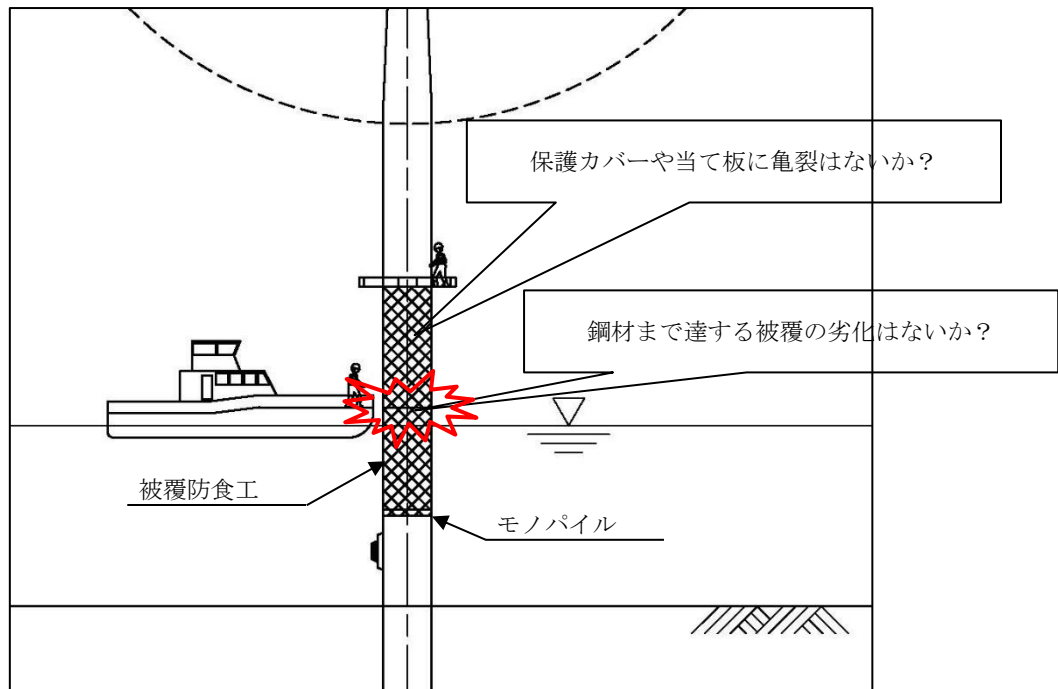 保護カバーや当て板に亀裂はないか？
鋼材まで達する被覆の劣化はないか？
被覆防食工
モノパイル